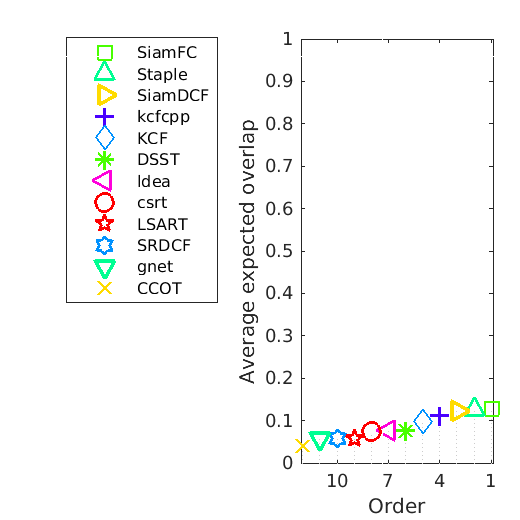 SiamFC
Staple
SiamDCF
kcfcpp
KCF
DSST
Idea
csrt
LSART
SRDCF
gnet
CCOT
Average expected overlap
1
0.9
0.8
0.7
0.6
0.5
0.4
0.3
0.2
0.1
0
10 7 4 1
Order